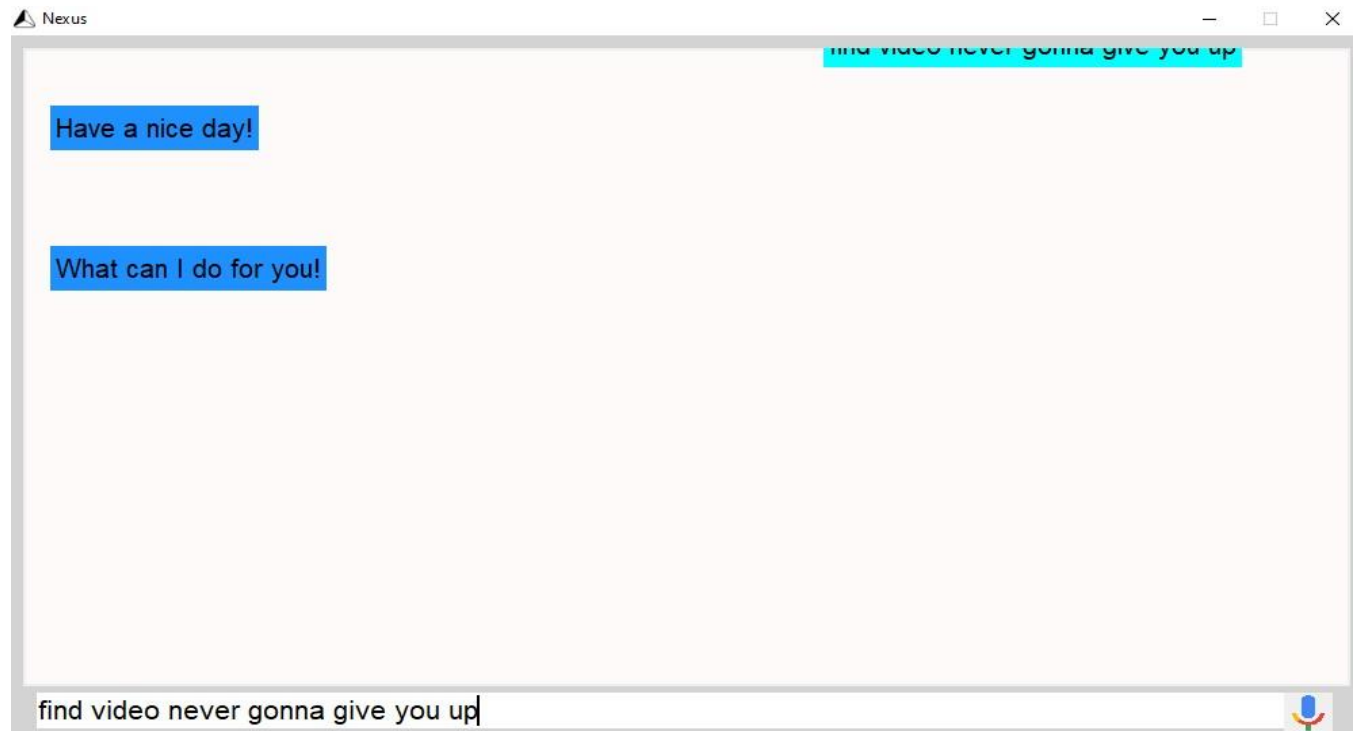 Nexus
find video never gonna give you up
Have a nice day!
What can I do for you!
find video never gonna give you up